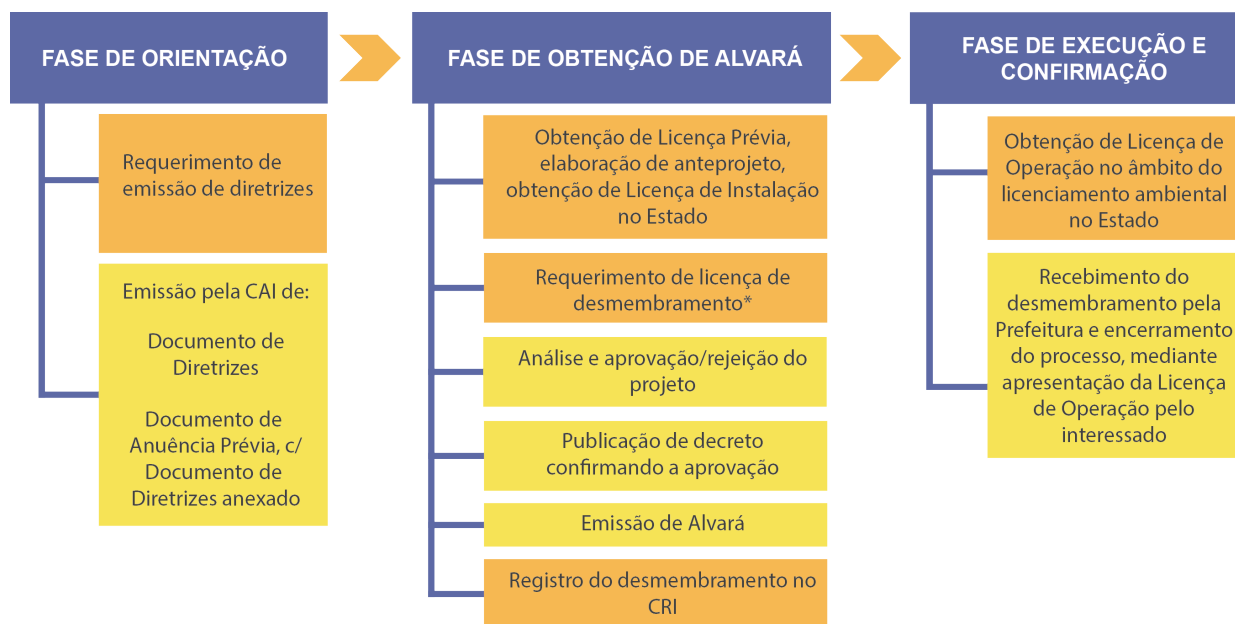 FASE DE ORIENTAÇÃO
Requerimento de
emissão de diretrizes
Emissão pela CAI de:
Documento de
Diretrizes
Documento de
Anuência Prévia, c/
Documento de
Diretrizes anexado
FASE DE OBTENÇÃO DE ALVARÁ
Obtenção de Licença Prévia,
elaboração de anteprojeto,
obtenção de Licença de Instalação
no Estado
Requerimento de licença de
desmembramento*
Análise e aprovação/rejeição do
projeto
Publicação de decreto
confirmando a aprovação
Emissão de Alvará
Registro do desmembramento no
CRI
FASE DE EXECUÇÃO E
CONFIRMAÇÃO
Obtenção de Licença de
Operação no âmbito do
licenciamento ambiental
no Estado
Recebimento do
desmembramento pela
Prefeitura e encerramento
do processo, mediante
apresentação da Licença
de Operação pelo
interessado